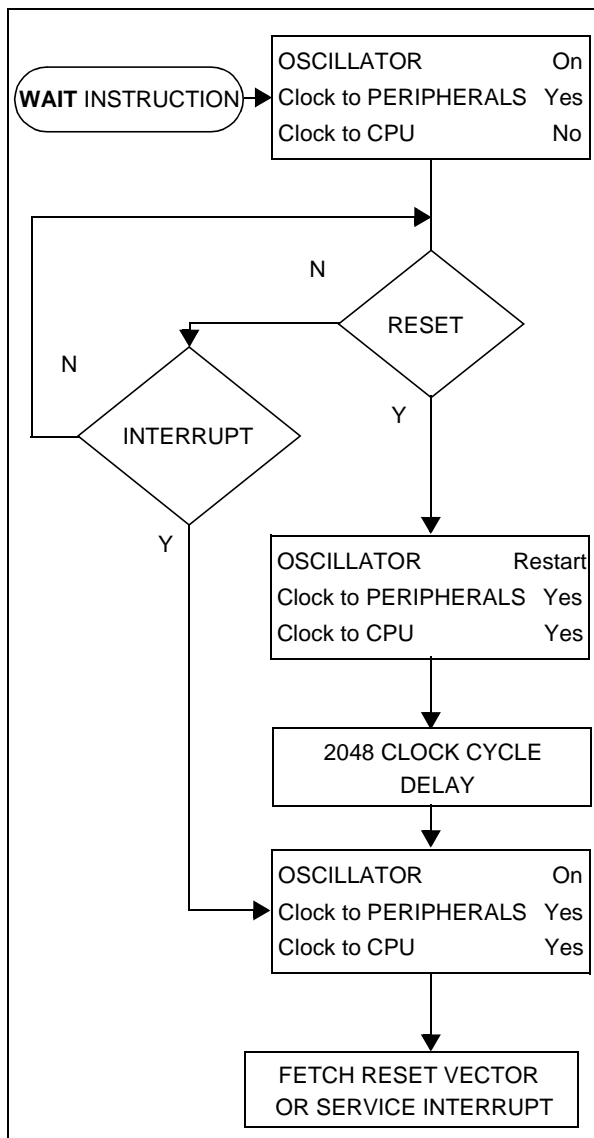 WAIT INSTRUCTION
OSCILLATOR On
Clock to PERIPHERALS Yes
Clock to CPU No
N
RESET
N
INTERRUPT
Y
Y
OSCILLATOR Restart
Clock to PERIPHERALS Yes
Clock to CPU Yes
2048 CLOCK CYCLE
DELAY
OSCILLATOR On
Clock to PERIPHERALS Yes
Clock to CPU Yes
FETCH RESET VECTOR
OR SERVICE INTERRUPT